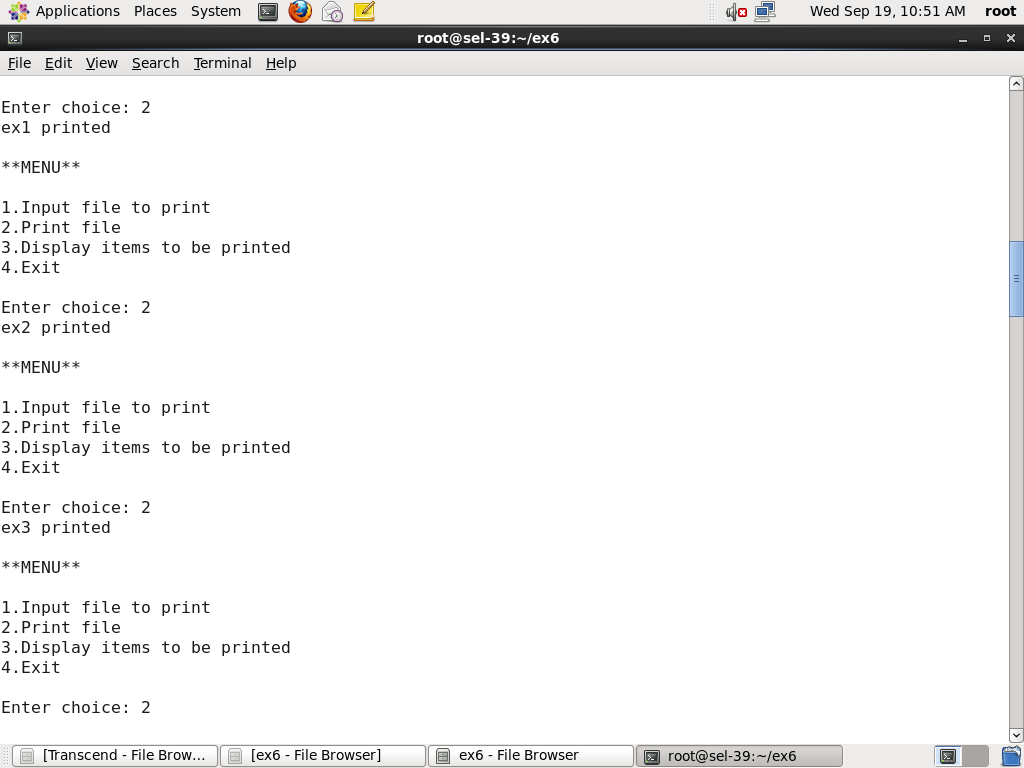 Applications Places System Wed Sep 19, 10:51 AM root
root@sel-39:~/ex6
File Edit View Search Terminal Help
Enter choice: 2
ex1 printed
**MENU**
1.Input file to print
2.Print file
3.Display items to be printed
4.Exit
Enter choice: 2
ex2 printed
**MENU**
1.Input file to print
2.Print file
3.Display items to be printed
4.Exit
Enter choice: 2
ex3 printed
**MENU**
1.Input file to print
2.Print file
3.Display items to be printed
4.Exit
Enter choice: 2
[Transcend - File Brow... [ex6 - File Browser] ex6 - File Browser root@sel-39:~/ex6